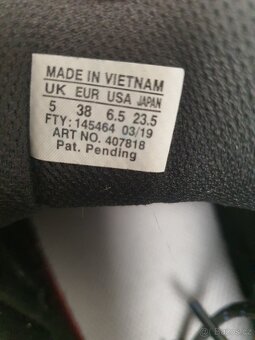 MADE IN VIETNAM
UK EUR USA JAPAN
5 38 6.5 23.5
FTY: 145464 03/19
ART NO. 407818
Pat. Pending